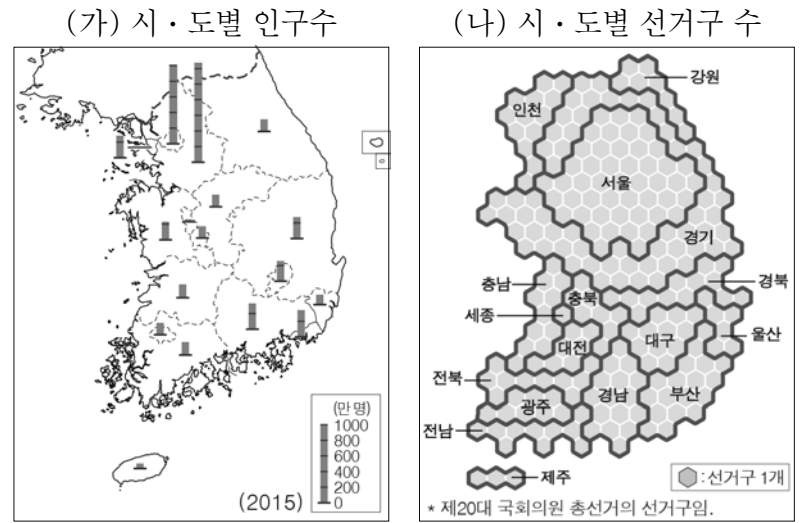 (가) 시・도별 인구수
(나) 시・도별 선거구 수
(만 명)
1000
800
600
400
200
0
(2015)
강원
인천
서울
경기
충남
경북
충북
세종
대전
대구
울산
전북
광주
경남
부산
전남
제주
:선거구 1개
* 제20대 국회의원 총선거의 선거구임.